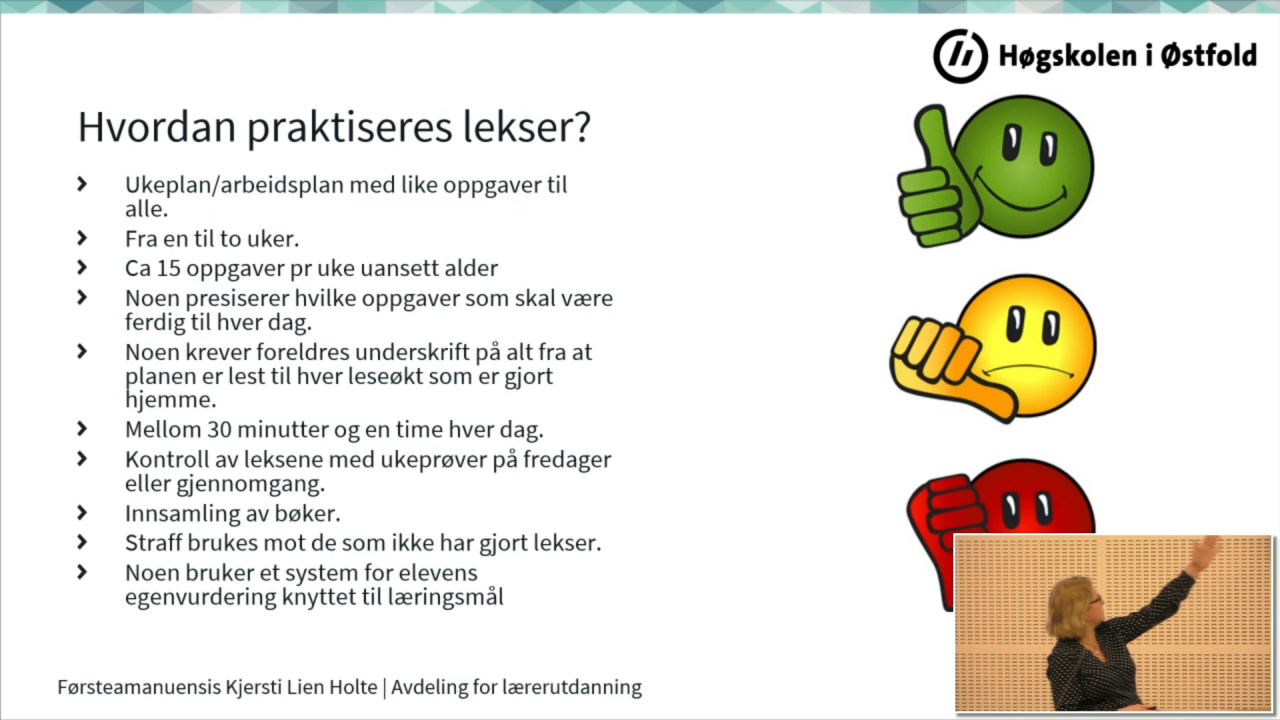 Høgskolen i Østfold
Hvordan praktiseres lekser?
Ukeplan/arbeidsplan med like oppgaver til
alle.
Fra en til to uker.
Ca 15 oppgaver pr uke uansett alder
Noen presiserer hvilke oppgaver som skal være
ferdig til hver dag.
Noen krever foreldres underskrift på alt fra at
planen er lest til hver leseøkt som er gjort
hjemme.
Mellom 30 minutter og en time hver dag.
Kontroll av leksene med ukeprøver på fredager
eller gjennomgang.
Innsamling av bøker.
Straff brukes mot de som ikke har gjort lekser.
Noen bruker et system for elevens
egenvurdering knyttet til læringsmål
Førsteamanuensis Kjersti Lien Holte | Avdeling for lærerutdanning